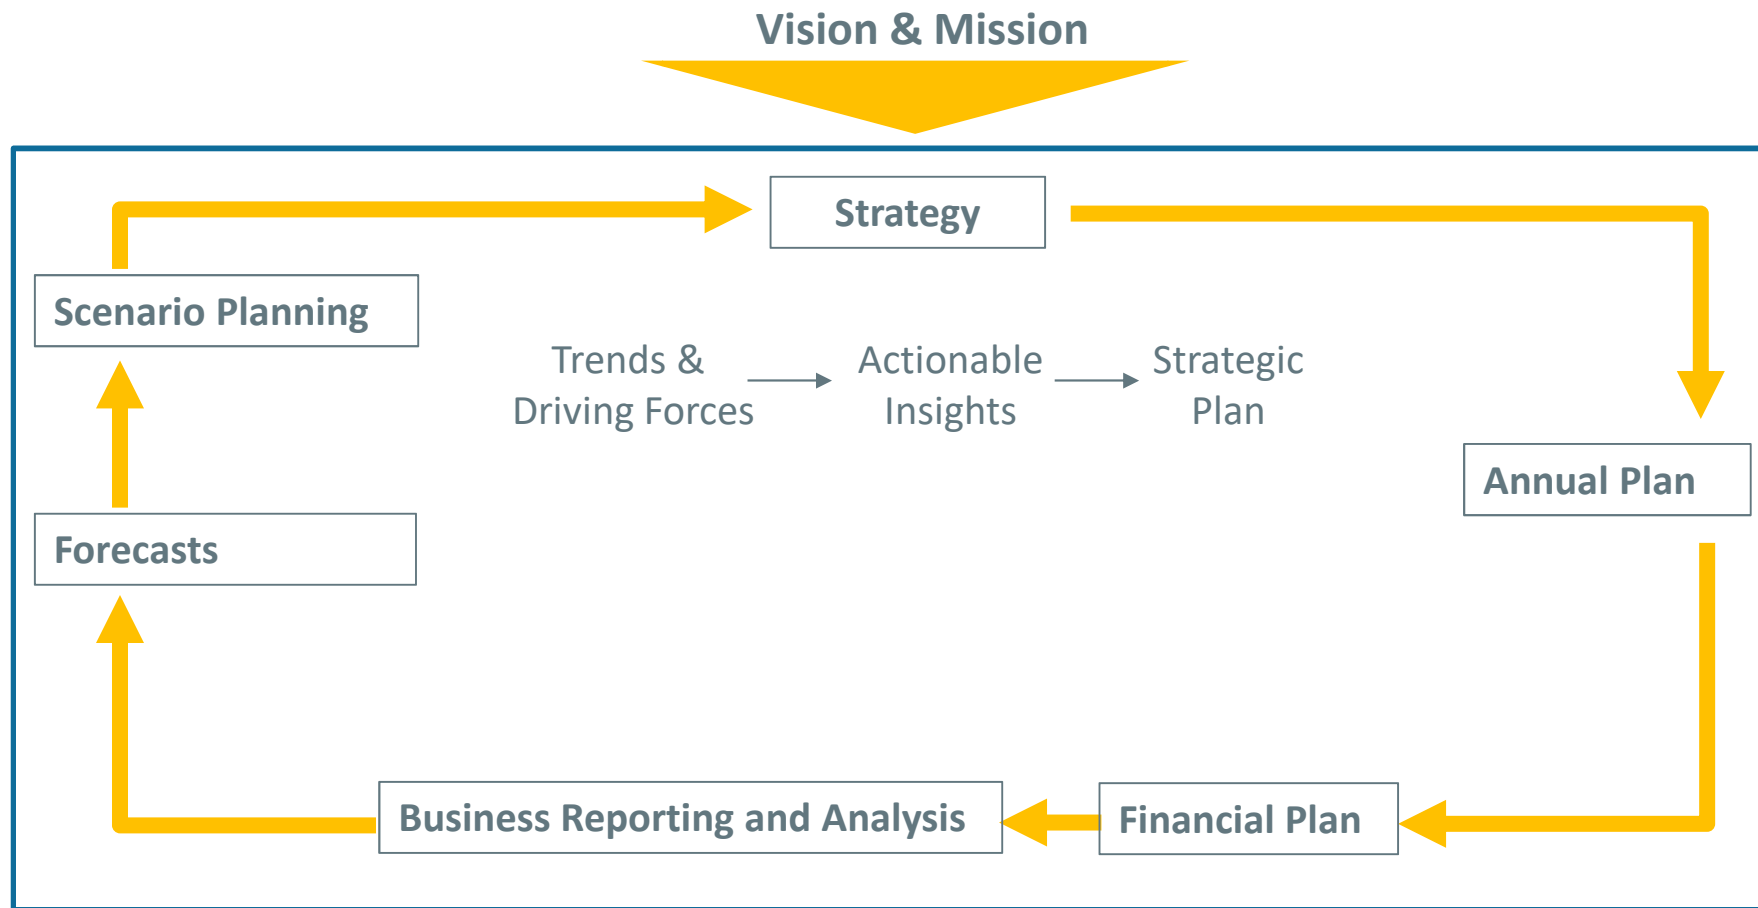 Vision & Mission
Strategy
Scenario Planning
Trends &
Driving Forces
Actionable
Insights
Strategic
Plan
Annual Plan
Forecasts
Business Reporting and Analysis
Financial Plan